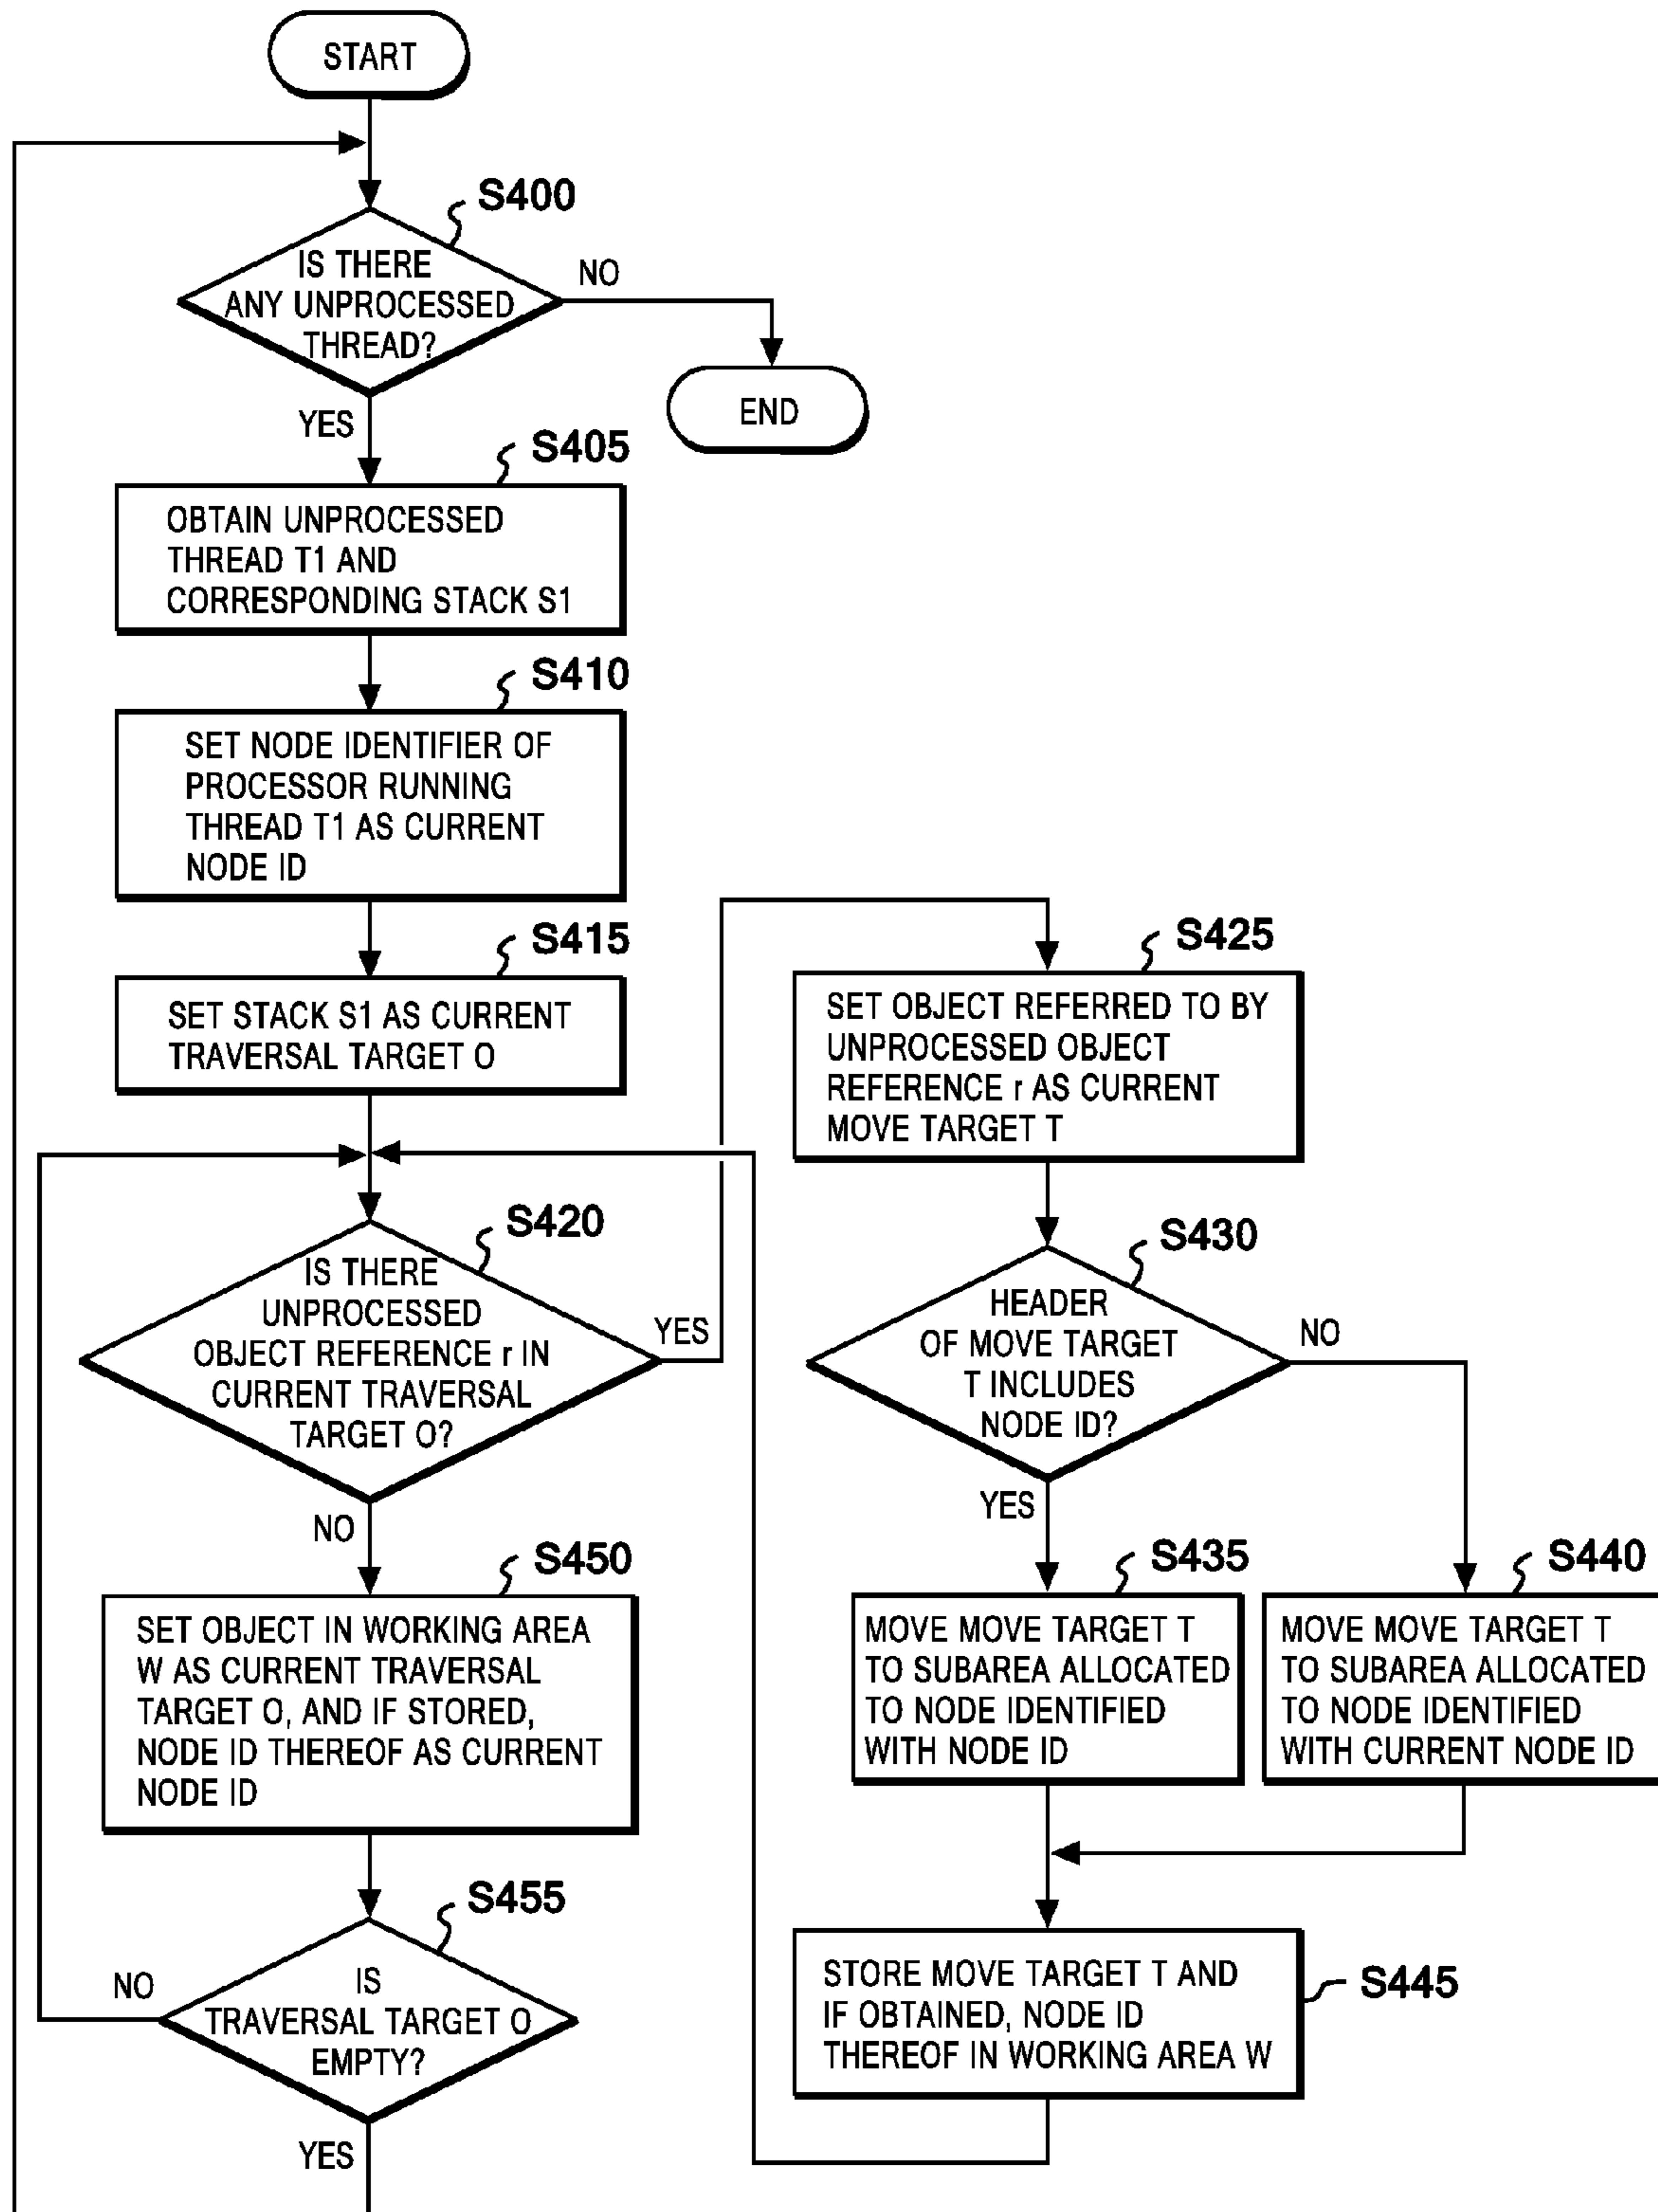 START
S400
IS THERE
ANY UNPROCESSED
THREAD?
NO
END
YES
S405
OBTAIN UNPROCESSED
THREAD T1 AND
CORRESPONDING STACK S1
S410
SET NODE IDENTIFIER OF
PROCESSOR RUNNING
THREAD T1 AS CURRENT
NODE ID
S415
SET STACK S1 AS CURRENT
TRAVERSAL TARGET O
S420
IS THERE
UNPROCESSED
OBJECT REFERENCE r IN
CURRENT TRAVERSAL
TARGET O?
YES
NO
S425
SET OBJECT REFERRED TO BY
UNPROCESSED OBJECT
REFERENCE r AS CURRENT
MOVE TARGET T
S430
HEADER
OF MOVE TARGET
T INCLUDES
NODE ID?
NO
YES
S435
MOVE MOVE TARGET T
TO SUBAREA ALLOCATED
TO NODE IDENTIFIED
WITH NODE ID
S440
MOVE MOVE TARGET T
TO SUBAREA ALLOCATED
TO NODE IDENTIFIED
WITH CURRENT NODE ID
S445
STORE MOVE TARGET T AND
IF OBTAINED, NODE ID
THEREOF IN WORKING AREA W
S450
SET OBJECT IN WORKING AREA
W AS CURRENT TRAVERSAL
TARGET O, AND IF STORED,
NODE ID THEREOF AS CURRENT
NODE ID
S455
IS
TRAVERSAL TARGET O
EMPTY?
NO
YES